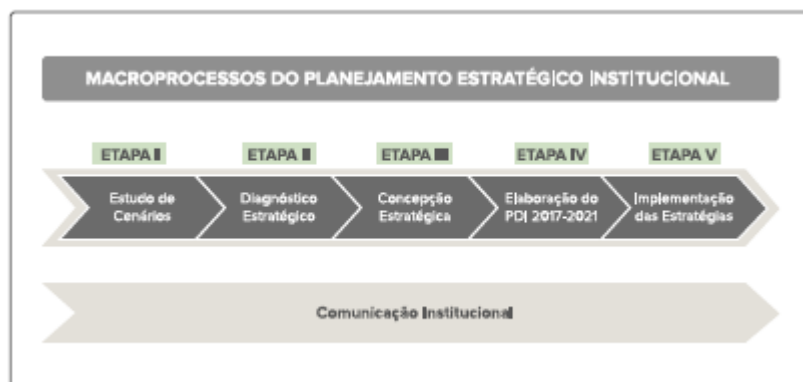 MACROPROCESSOS DO PLANEJAMENTO ESTRATÉGICO INSTITUCIONAL
ETAPA I
ETAPA II
ETAPA III
ETAPA IV
ETAPA V
Estudo de
Cenários
Diagnóstico
Estratégico
Concepção
Estratégica
Elaboração do
PDI 2017-2021
Implementação
das Estratégias
Comunicação Institucional